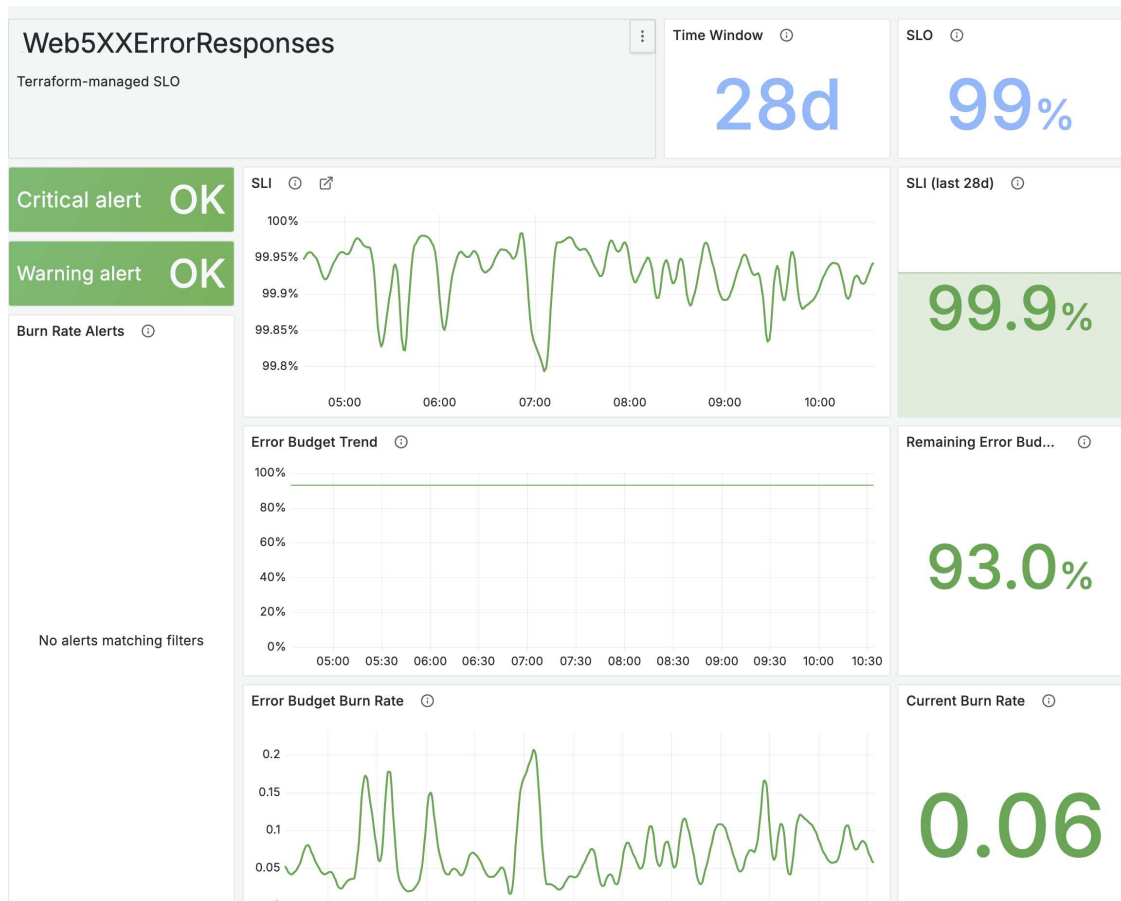 Web5XXErrorResponses
Terraform-managed SLO
Time Window
28d
SLO
99%
Critical alert OK
Warning alert OK
Burn Rate Alerts
No alerts matching filters
SLI
100%
99.95%
99.9%
99.85%
99.8%
05:00 06:00 07:00 08:00 09:00 10:00
SLI (last 28d)
99.9%
Error Budget Trend
100%
80%
60%
40%
20%
0%
05:00 05:30 06:00 06:30 07:00 07:30 08:00 08:30 09:00 09:30 10:00 10:30
Remaining Error Bud...
93.0%
Error Budget Burn Rate
0.2
0.15
0.1
0.05
Current Burn Rate
0.06